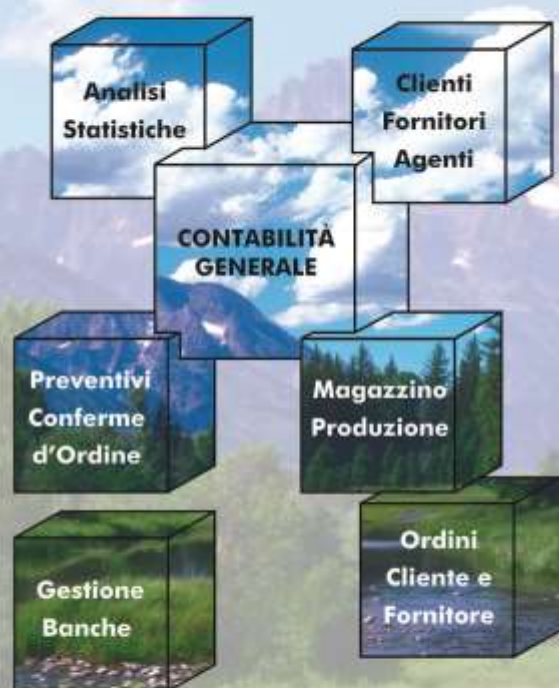 Analisi
Statistiche
Clienti
Fornitori
Agenti
CONTABILITÀ
GENERALE
Preventivi
Conferme
d'Ordine
Magazzino
Produzione
Gestione
Banche
Ordini
Cliente e
Fornitore